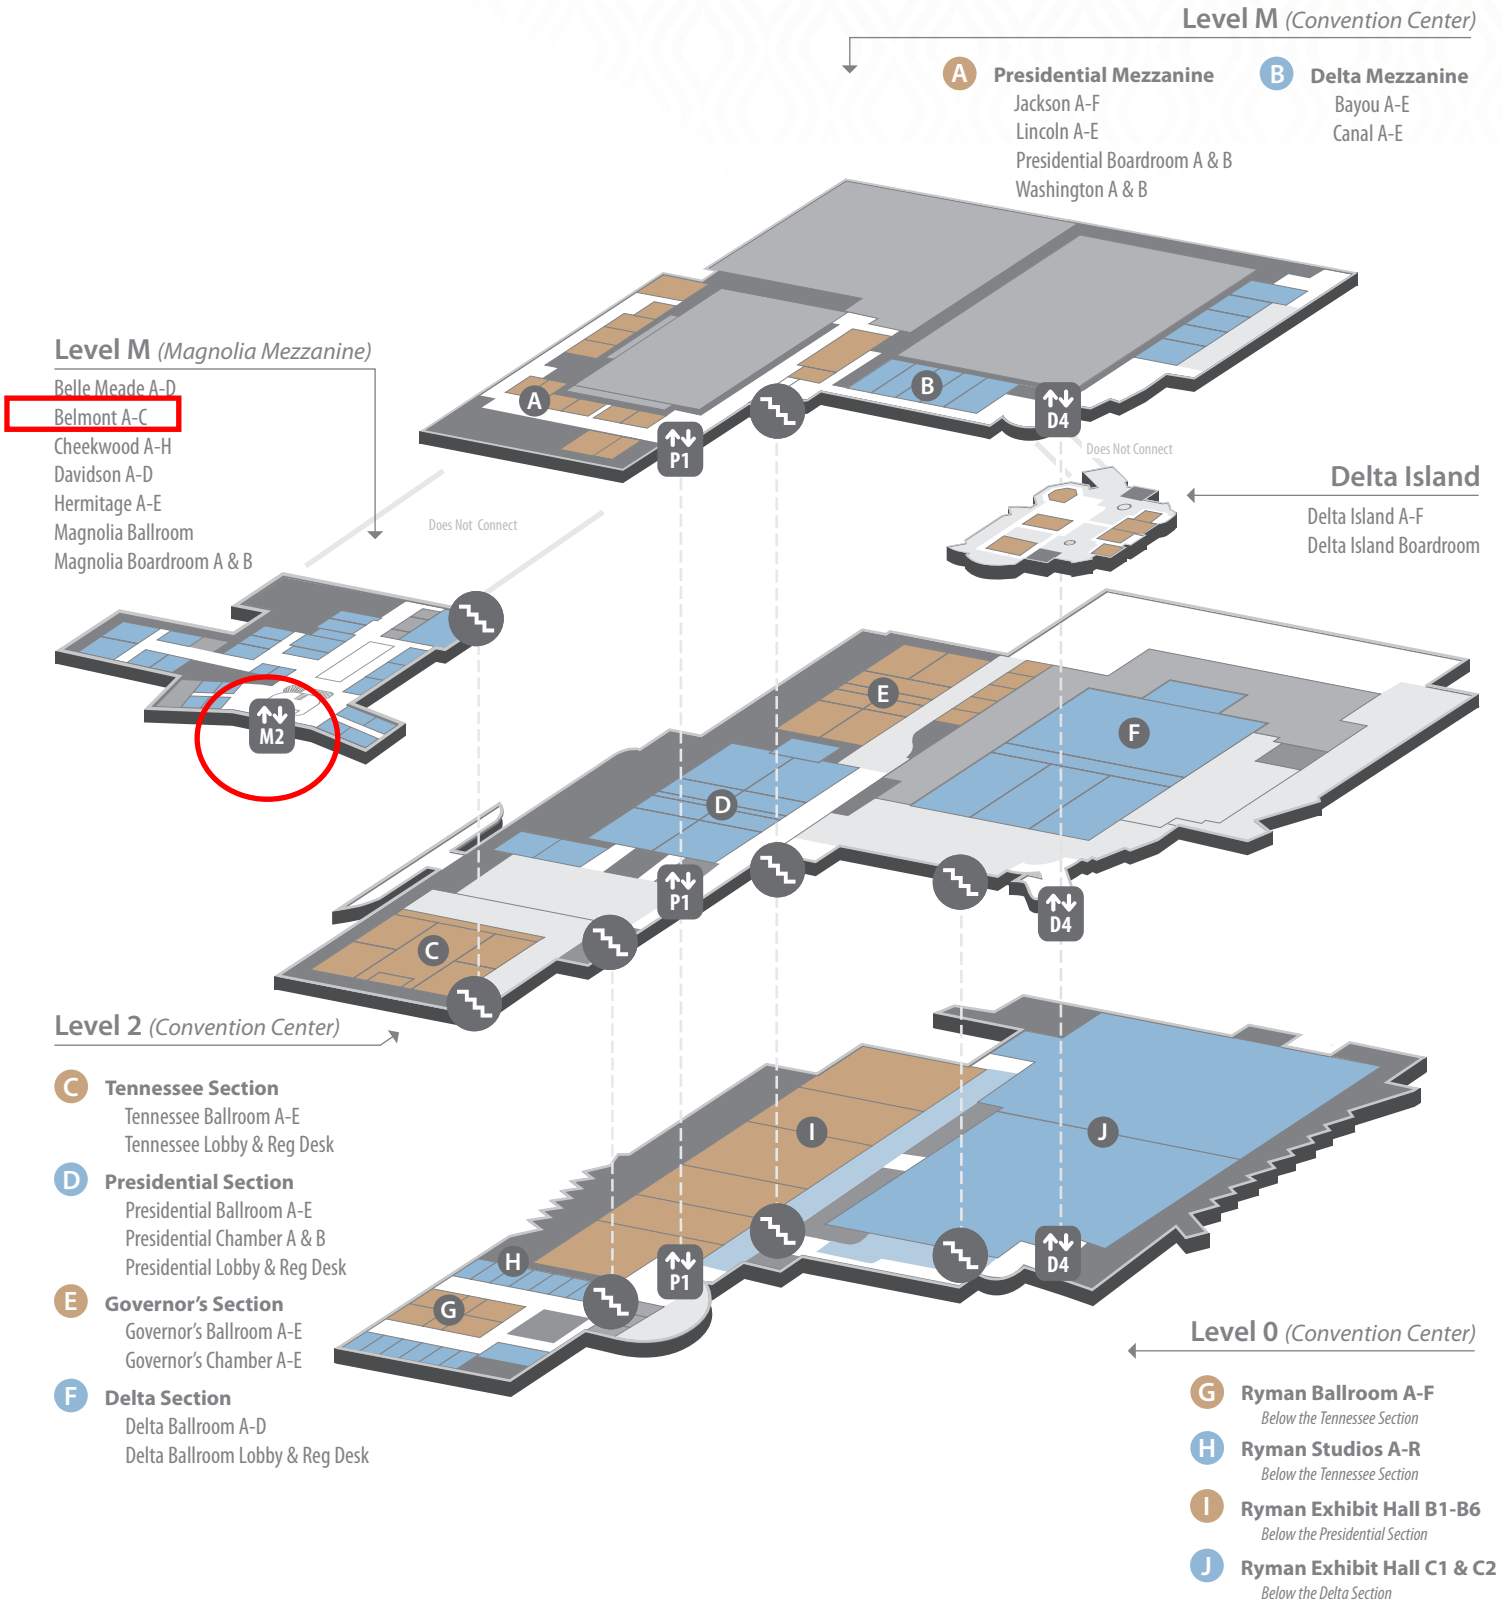 Level M (Convention Center)
A Presidential Mezzanine
Jackson A-F
Lincoln A-E
Presidential Boardroom A & B
Washington A & B
B Delta Mezzanine
Bayou A-E
Canal A-E
Level M (Magnolia Mezzanine)
Belle Meade A-D
Belmont A-C
Cheekwood A-H
Davidson A-D
Hermitage A-E
Magnolia Ballroom
Magnolia Boardroom A & B
A
B
P1
D4
Does Not Connect
Does Not Connect
Delta Island
Delta Island A-F
Delta Island Boardroom
M2
E
F
D
P1
D4
C
Level 2 (Convention Center)
C Tennessee Section
Tennessee Ballroom A-E
Tennessee Lobby & Reg Desk
D Presidential Section
Presidential Ballroom A-E
Presidential Chamber A & B
Presidential Lobby & Reg Desk
E Governor's Section
Governor's Ballroom A-E
Governor's Chamber A-E
F Delta Section
Delta Ballroom A-D
Delta Ballroom Lobby & Reg Desk
I
J
H
P1
D4
G
Level 0 (Convention Center)
G Ryman Ballroom A-F
Below the Tennessee Section
H Ryman Studios A-R
Below the Tennessee Section
I Ryman Exhibit Hall B1-B6
Below the Presidential Section
J Ryman Exhibit Hall C1 & C2
Below the Delta Section